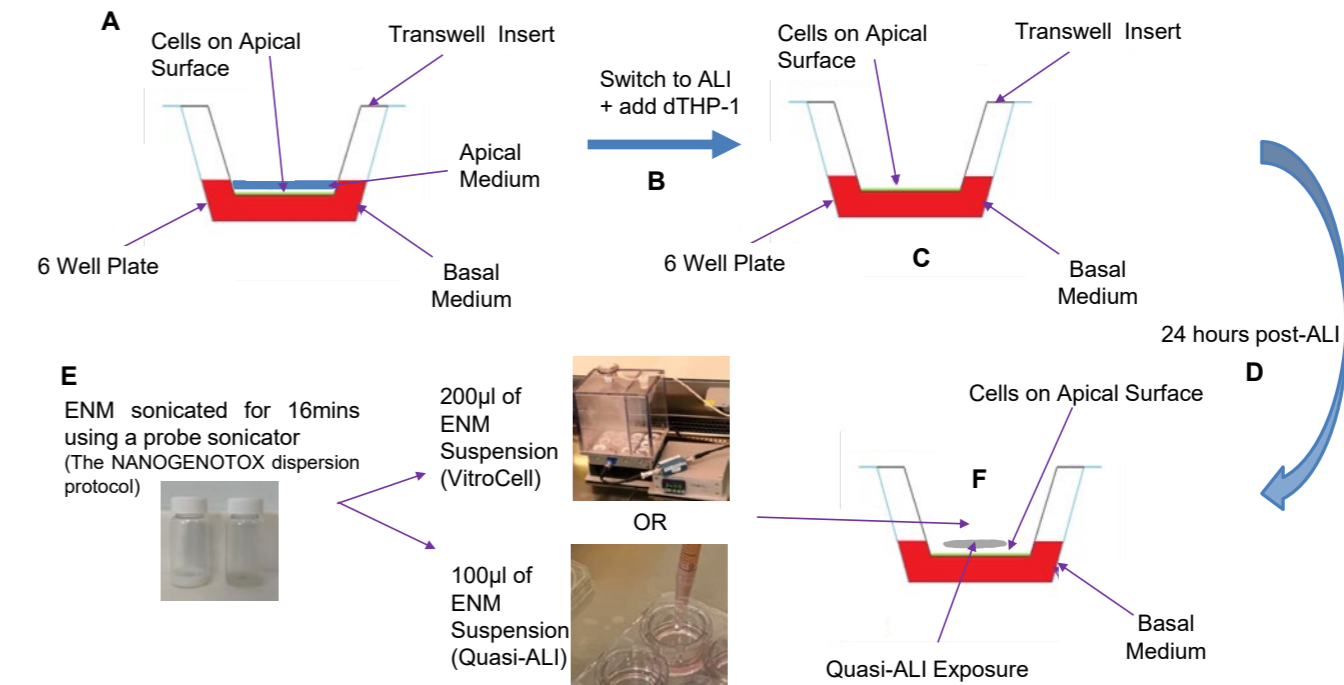 A
Cells on Apical
Surface
Transwell Insert
Apical
Medium
6 Well Plate
Basal
Medium
Switch to ALI
+ add dTHP-1
B
Cells on Apical
Surface
Transwell Insert
6 Well Plate
C
Basal
Medium
24 hours post-ALI
D
E
ENM sonicated for 16mins
using a probe sonicator
(The NANOGENOTOX dispersion
protocol)
200µl of
ENM
Suspension
(VitroCell)
OR
100µl of
ENM
Suspension
(Quasi-ALI)
Cells on Apical Surface
F
Basal
Medium
Quasi-ALI Exposure